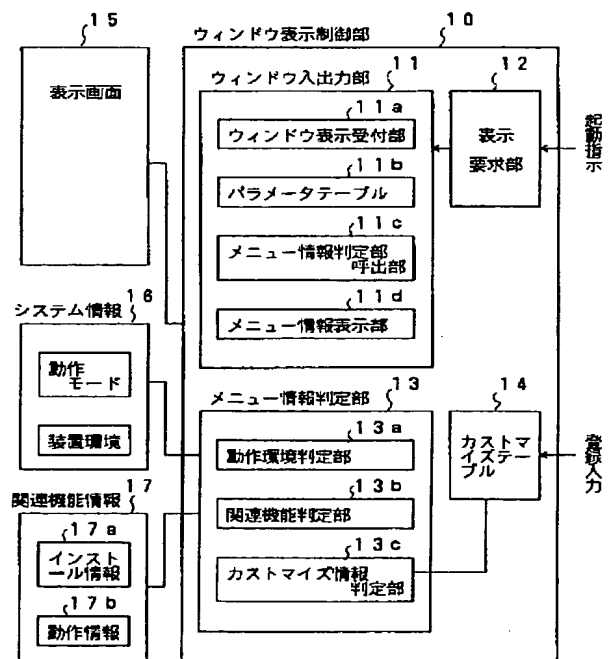 15
表示画面
ウィンドウ表示制御部
10
ウィンドウ入出力部
11
11a
ウィンドウ表示受付部
11b
パラメータテーブル
11c
メニュー情報判定部
呼出部
11d
メニュー情報表示部
12
表示
要求部
起動指示
システム情報
16
動作
モード
装置環境
メニュー情報判定部
13
13a
動作環境判定部
13b
関連機能判定部
13c
カスタマイズ情報
判定部
14
カストマ
イズテー
ブル
登録入力
関連機能情報
17
17a
インスト
ール情報
17b
動作情報